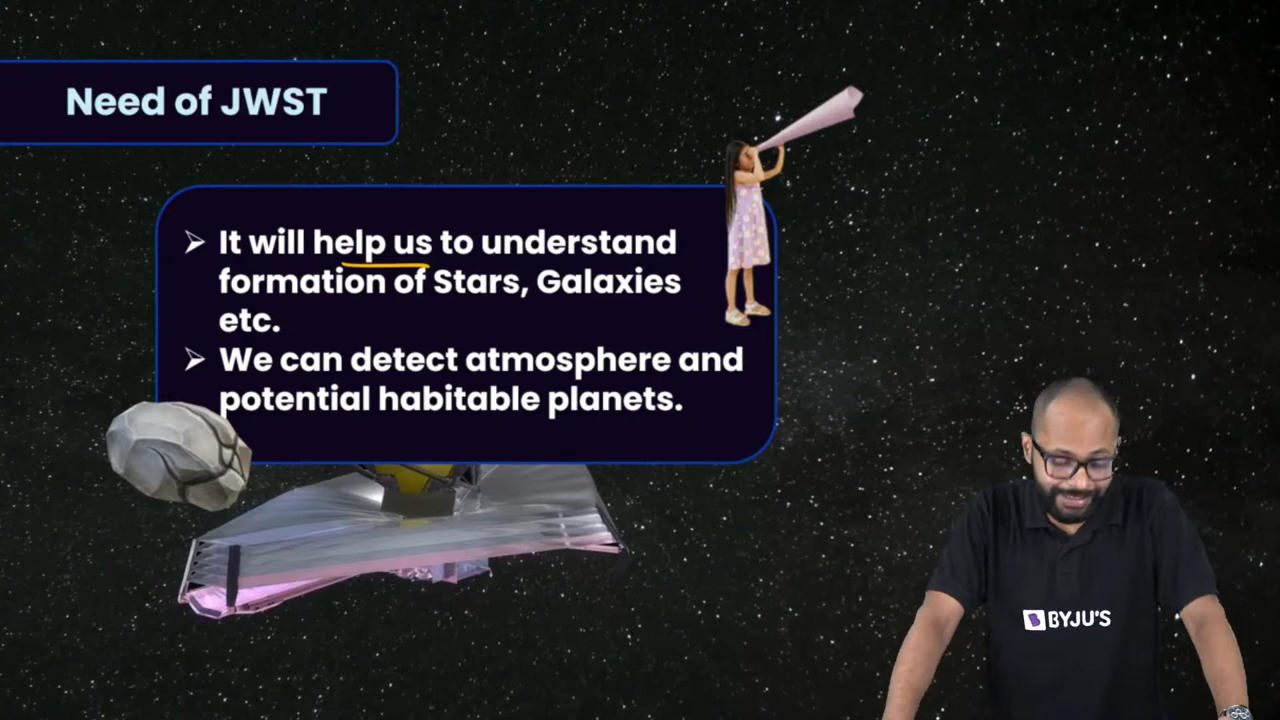 Need of JWST
➢ It will help us to understand
formation of Stars, Galaxies
etc.
➢ We can detect atmosphere and
potential habitable planets.
BYJU'S